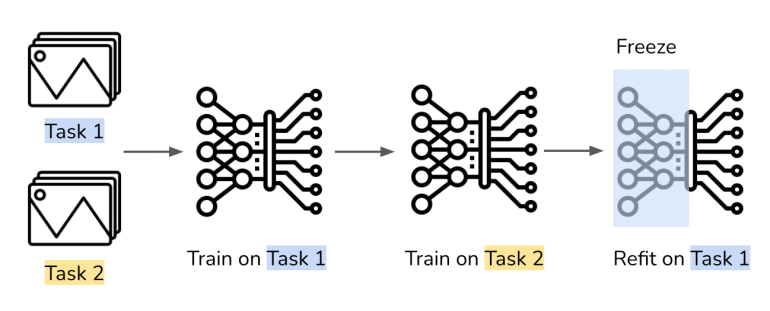 Freeze
Task 1
Task 2
Train on Task 1
Train on Task 2
Refit on Task 1